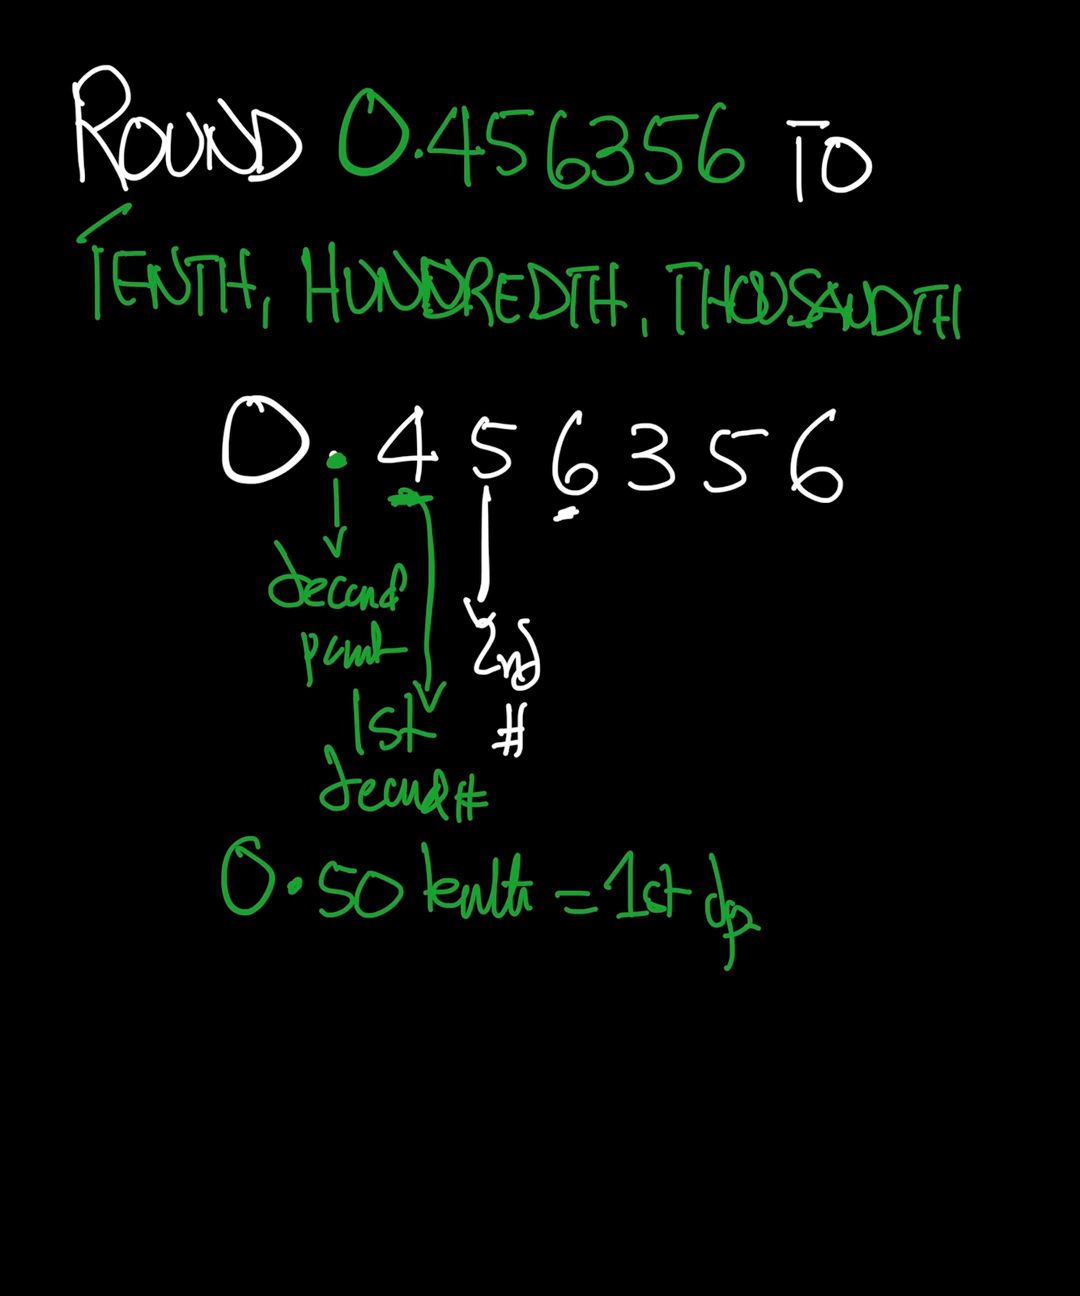 ROUND 0.456356 TO
TENTH, HUNDREDTH, THOUSANDTH
0.456356
decimal
point
2nd
#
1st
decimal #
0.50 tenth = 1st dp